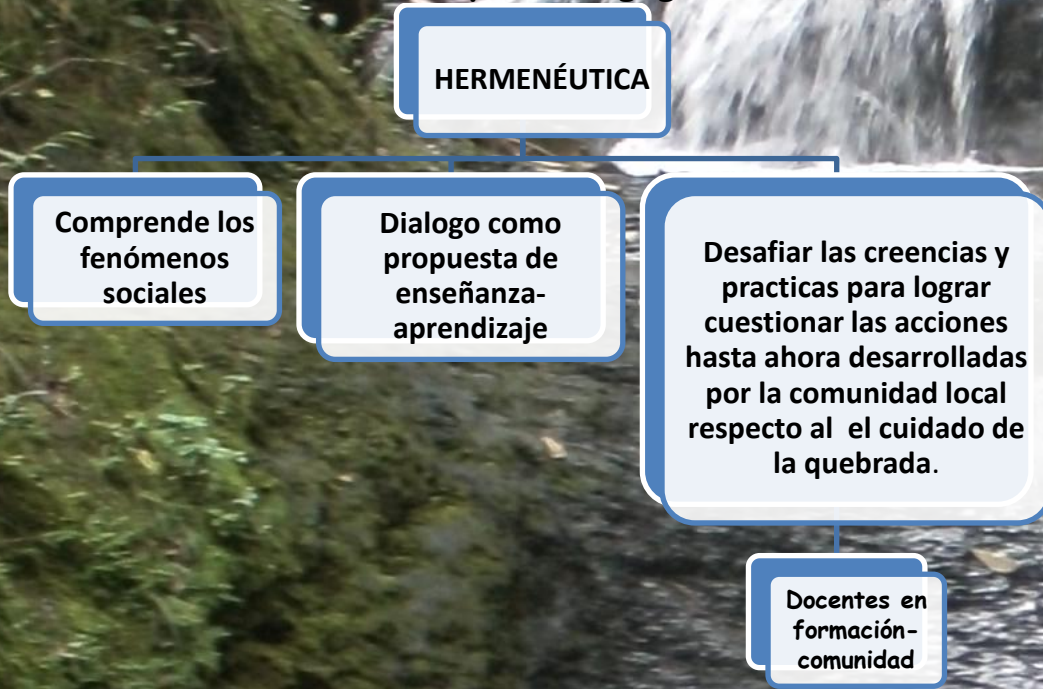 HERMENÉUTICA
Comprende los
fenómenos
sociales
Dialogo como
propuesta de
enseñanza-
aprendizaje
Desafiar las creencias y
practicas para lograr
cuestionar las acciones
hasta ahora desarrolladas
por la comunidad local
respecto al  el cuidado de
la quebrada.
Docentes en
formación-
comunidad